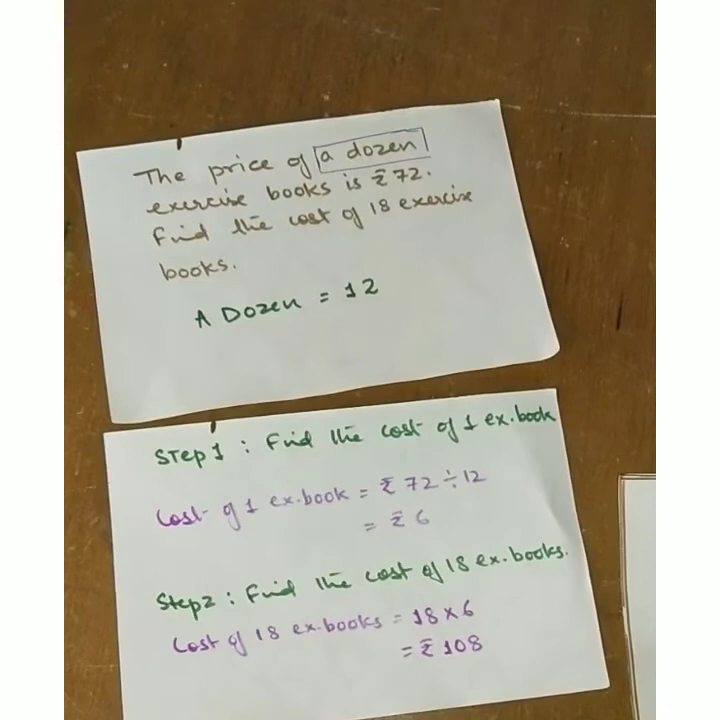 The price of a dozen
exercise books is ₹72.
Find the cost of 18 exercise
books.
A Dozen = 12
Step 1 : Find the cost of 1 ex.book
Cost of 1 ex.book = ₹ 72 ÷ 12
= ₹ 6
Step 2 : Find the cost of 18 ex.books.
Cost of 18 ex.books = 18 × 6
= ₹ 108